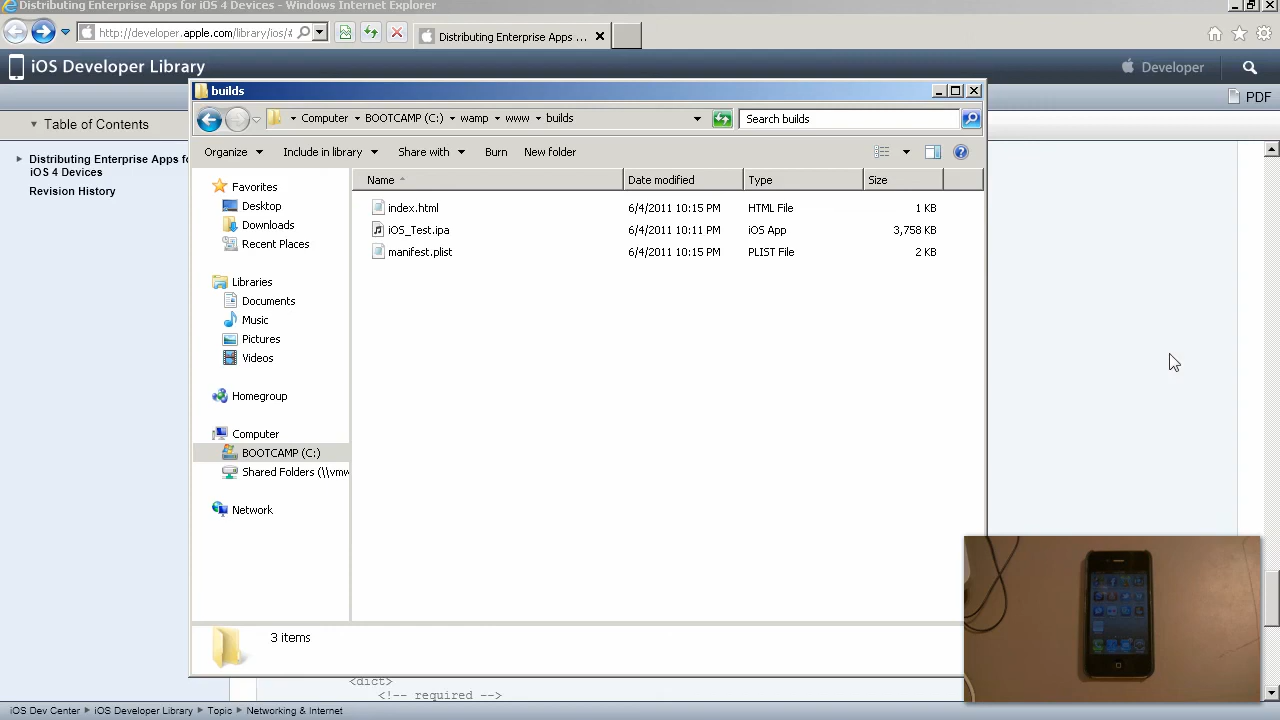 Distributing Enterprise Apps for iOS 4 Devices - Windows Internet Explorer
http://developer.apple.com/library/ios/#
Distributing Enterprise Apps ...
iOS Developer Library
Developer
PDF
Table of Contents
Distributing Enterprise Apps fo
iOS 4 Devices
Revision History
builds
Computer BOOTCAMP (C:) wamp www builds
Search builds
Organize Include in library Share with Burn New folder
Favorites
Desktop
Downloads
Recent Places
Libraries
Documents
Music
Pictures
Videos
Homegroup
Computer
BOOTCAMP (C:)
Shared Folders (\\vmw
Network
Name Date modified Type Size
index.html 6/4/2011 10:15 PM HTML File 1 KB
iOS_Test.ipa 6/4/2011 10:11 PM iOS App 3,758 KB
manifest.plist 6/4/2011 10:15 PM PLIST File 2 KB
3 items
<dict>
<!-- required -->
iOS Dev Center iOS Developer Library Topic Networking & Internet